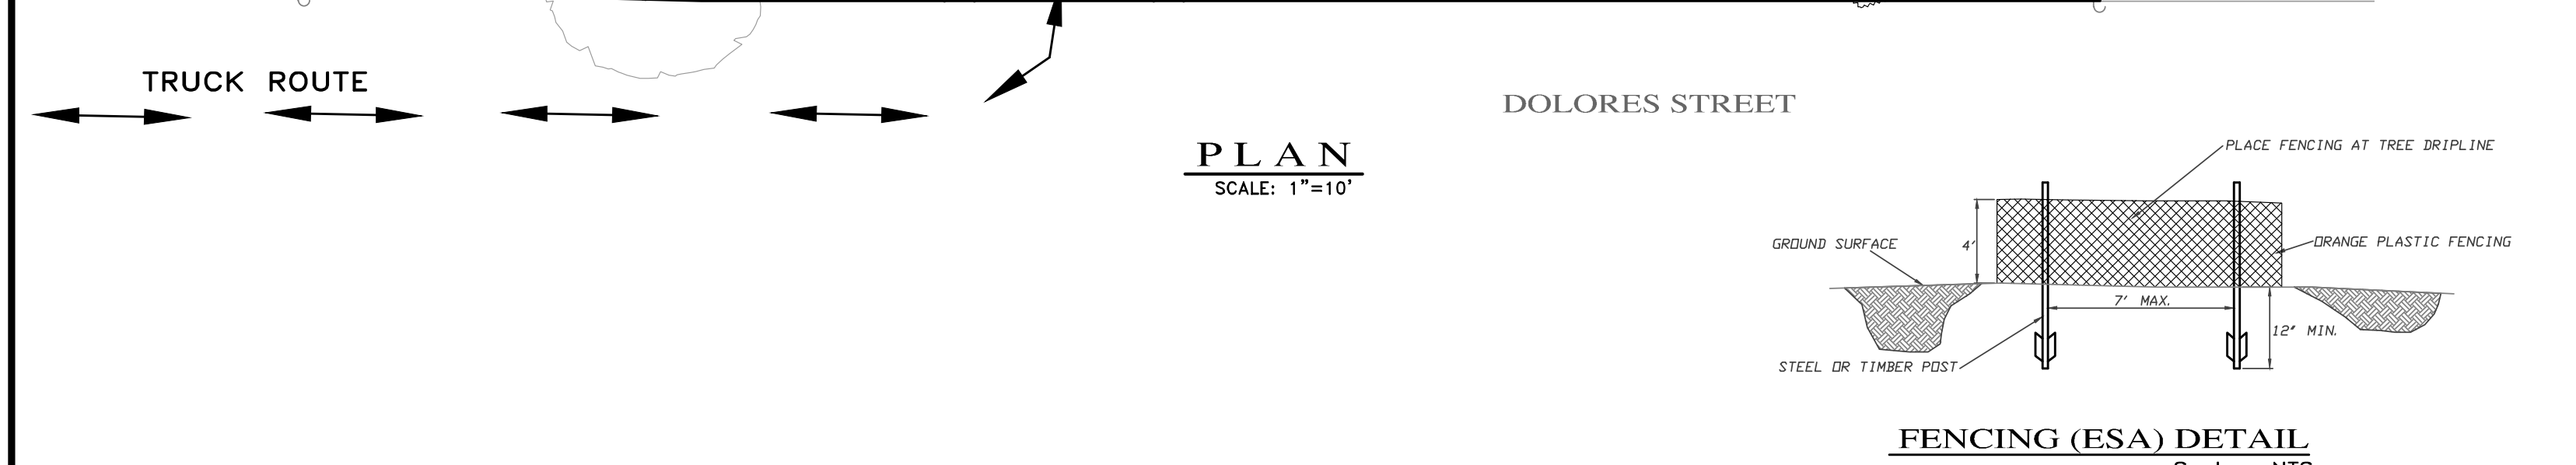 TRUCK ROUTE
DOLORES STREET
PLAN
SCALE: 1"=10'
PLACE FENCING AT TREE DRIPLINE
GROUND SURFACE
4'
ORANGE PLASTIC FENCING
7' MAX.
12" MIN.
STEEL OR TIMBER POST
FENCING (ESA) DETAIL